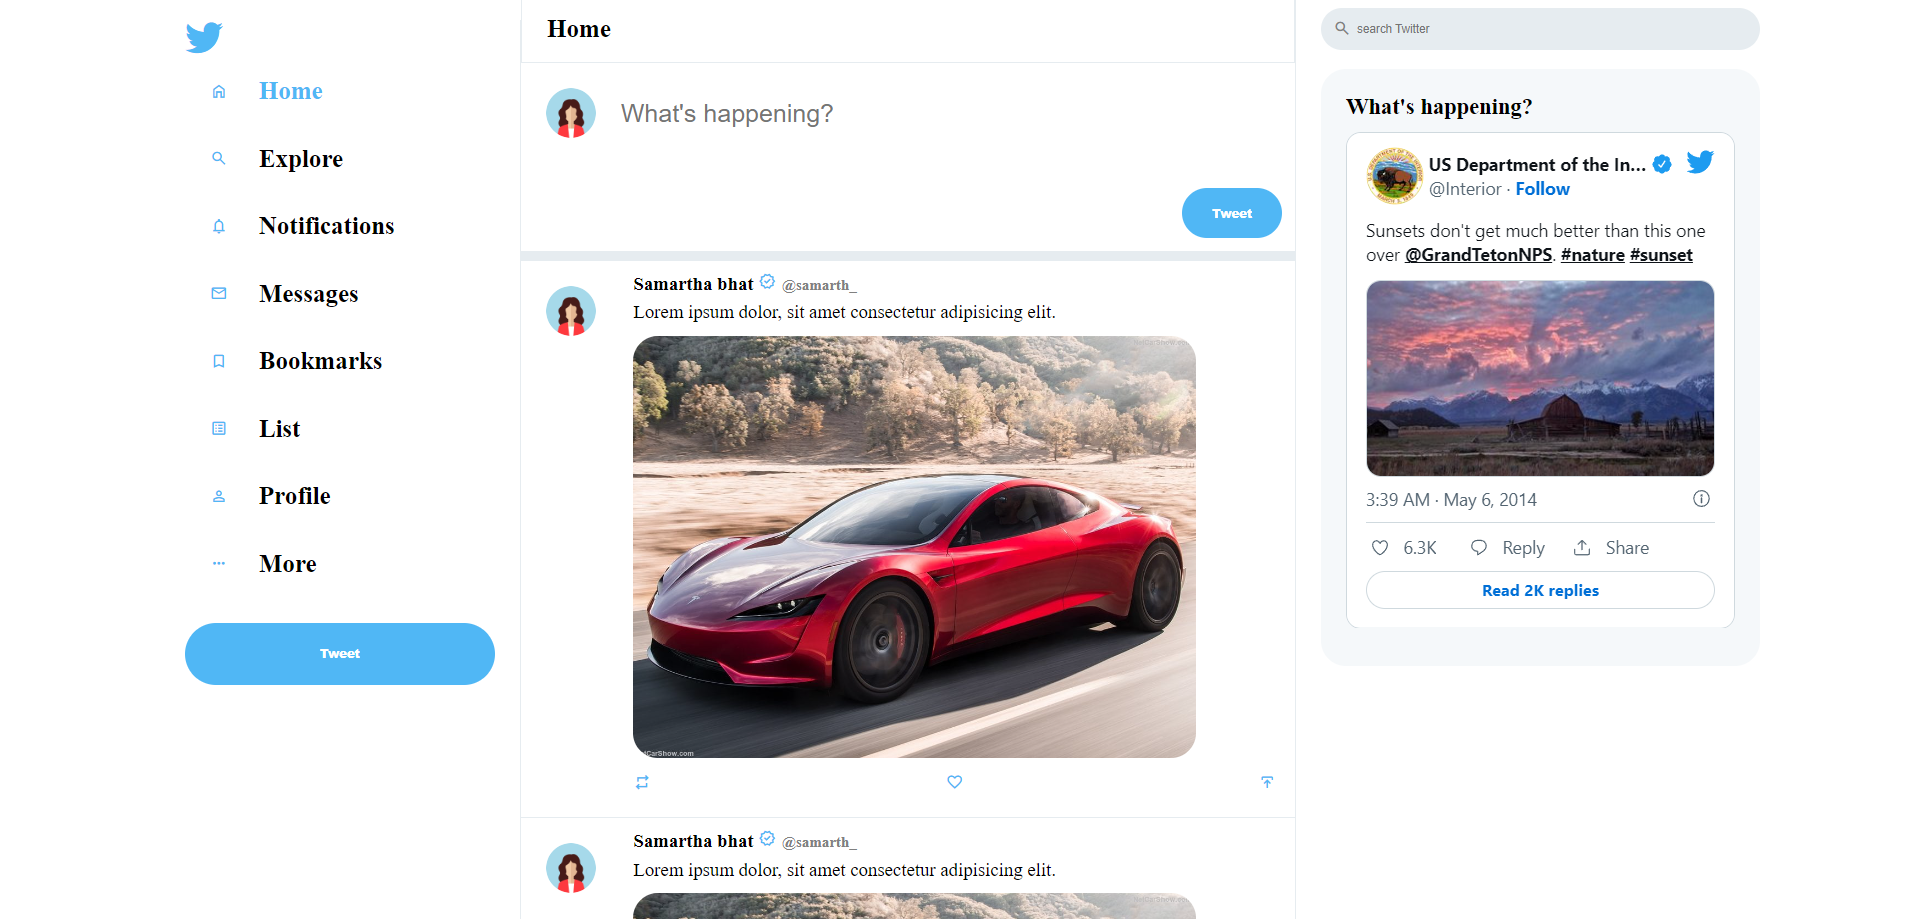 Home
Explore
Notifications
Messages
Bookmarks
List
Profile
More
Tweet
Home
What's happening?
Tweet
Samartha bhat @samarth_
Lorem ipsum dolor, sit amet consectetur adipisicing elit.
Samartha bhat @samarth_
Lorem ipsum dolor, sit amet consectetur adipisicing elit.
search Twitter
What's happening?
US Department of the In...
@Interior · Follow
Sunsets don't get much better than this one
over @GrandTetonNPS. #nature #sunset
3:39 AM · May 6, 2014
6.3K Reply Share
Read 2K replies